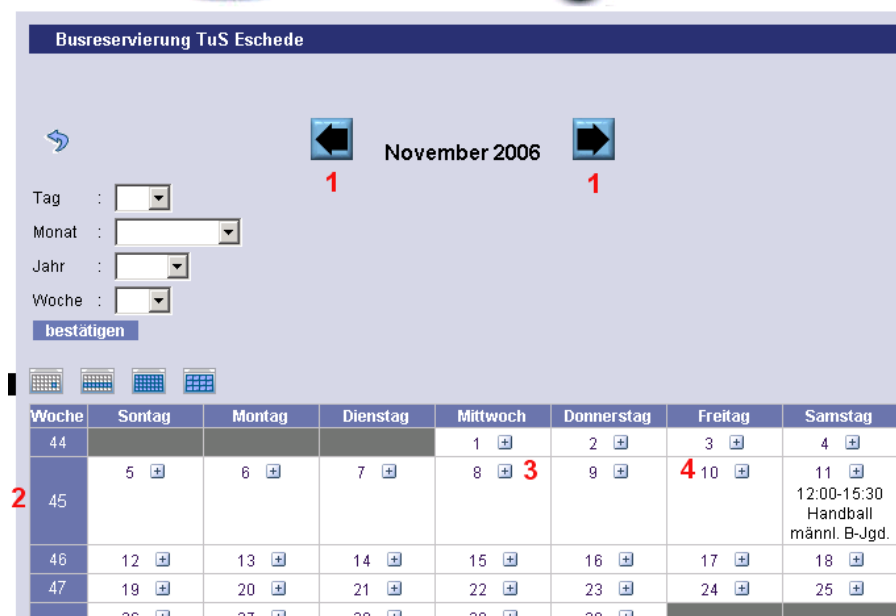 Busreservierung TuS Eschede
November 2006
1 1
Tag :
Monat :
Jahr :
Woche :
bestätigen
Woche Sontag Montag Dienstag Mittwoch Donnerstag Freitag Samstag
44 1 + 2 + 3 + 4 +
5 + 6 + 7 + 8 + 3 9 + 4 10 + 11 +
2 45 12:00-15:30
Handball
männl. B-Jgd.
46 12 + 13 + 14 + 15 + 16 + 17 + 18 +
47 19 + 20 + 21 + 22 + 23 + 24 + 25 +